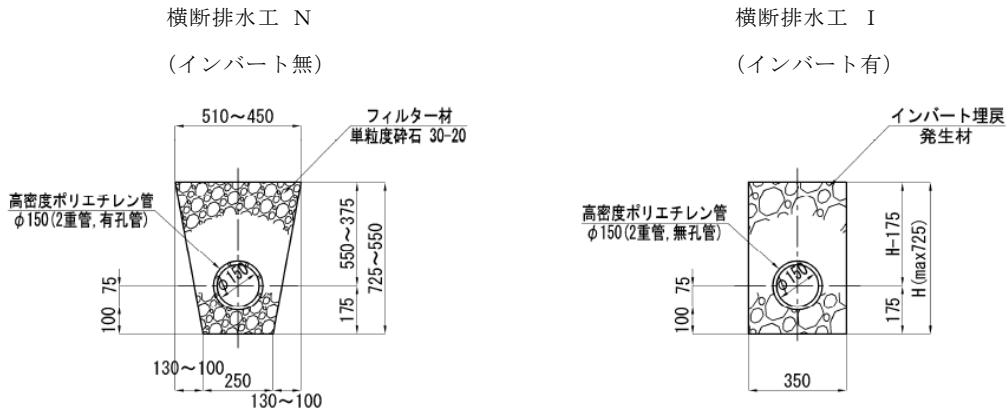 横断排水工 N
(インバート無)
510～450
フィルター材
単粒度砕石 30-20
高密度ポリエチレン管
φ150(2重管,有孔管)
φ150
75
100
550～375
175
725～550
130～100
250
130～100
横断排水工 I
(インバート有)
インバート埋戻
発生材
高密度ポリエチレン管
φ150(2重管,無孔管)
φ150
75
100
H-175
175
H(max725)
350